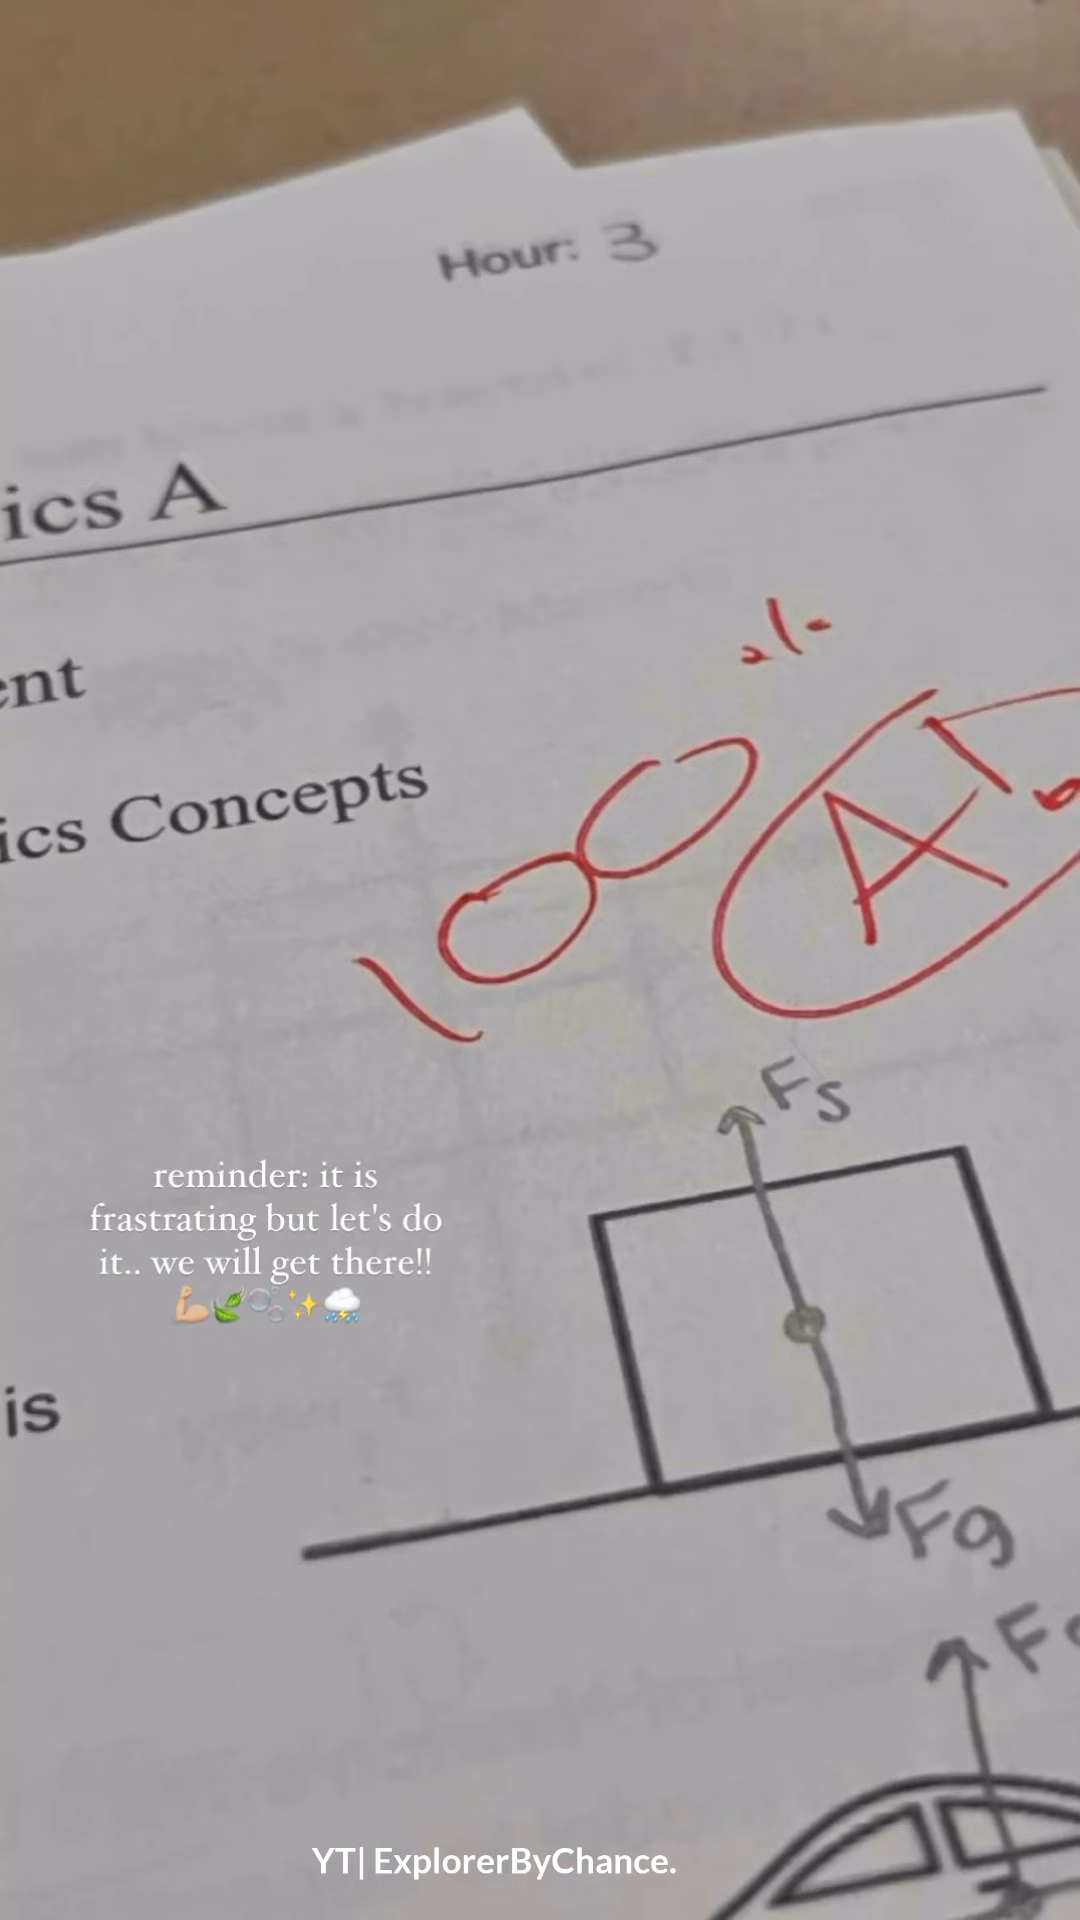 Hour: 3
ics A
ent
ics Concepts
100 %
A+
Fs
reminder: it is
frastrating but let's do
it.. we will get there!!
💪🏼🌿🫧✨⛈️
is
Fg
F
YT| ExplorerByChance.